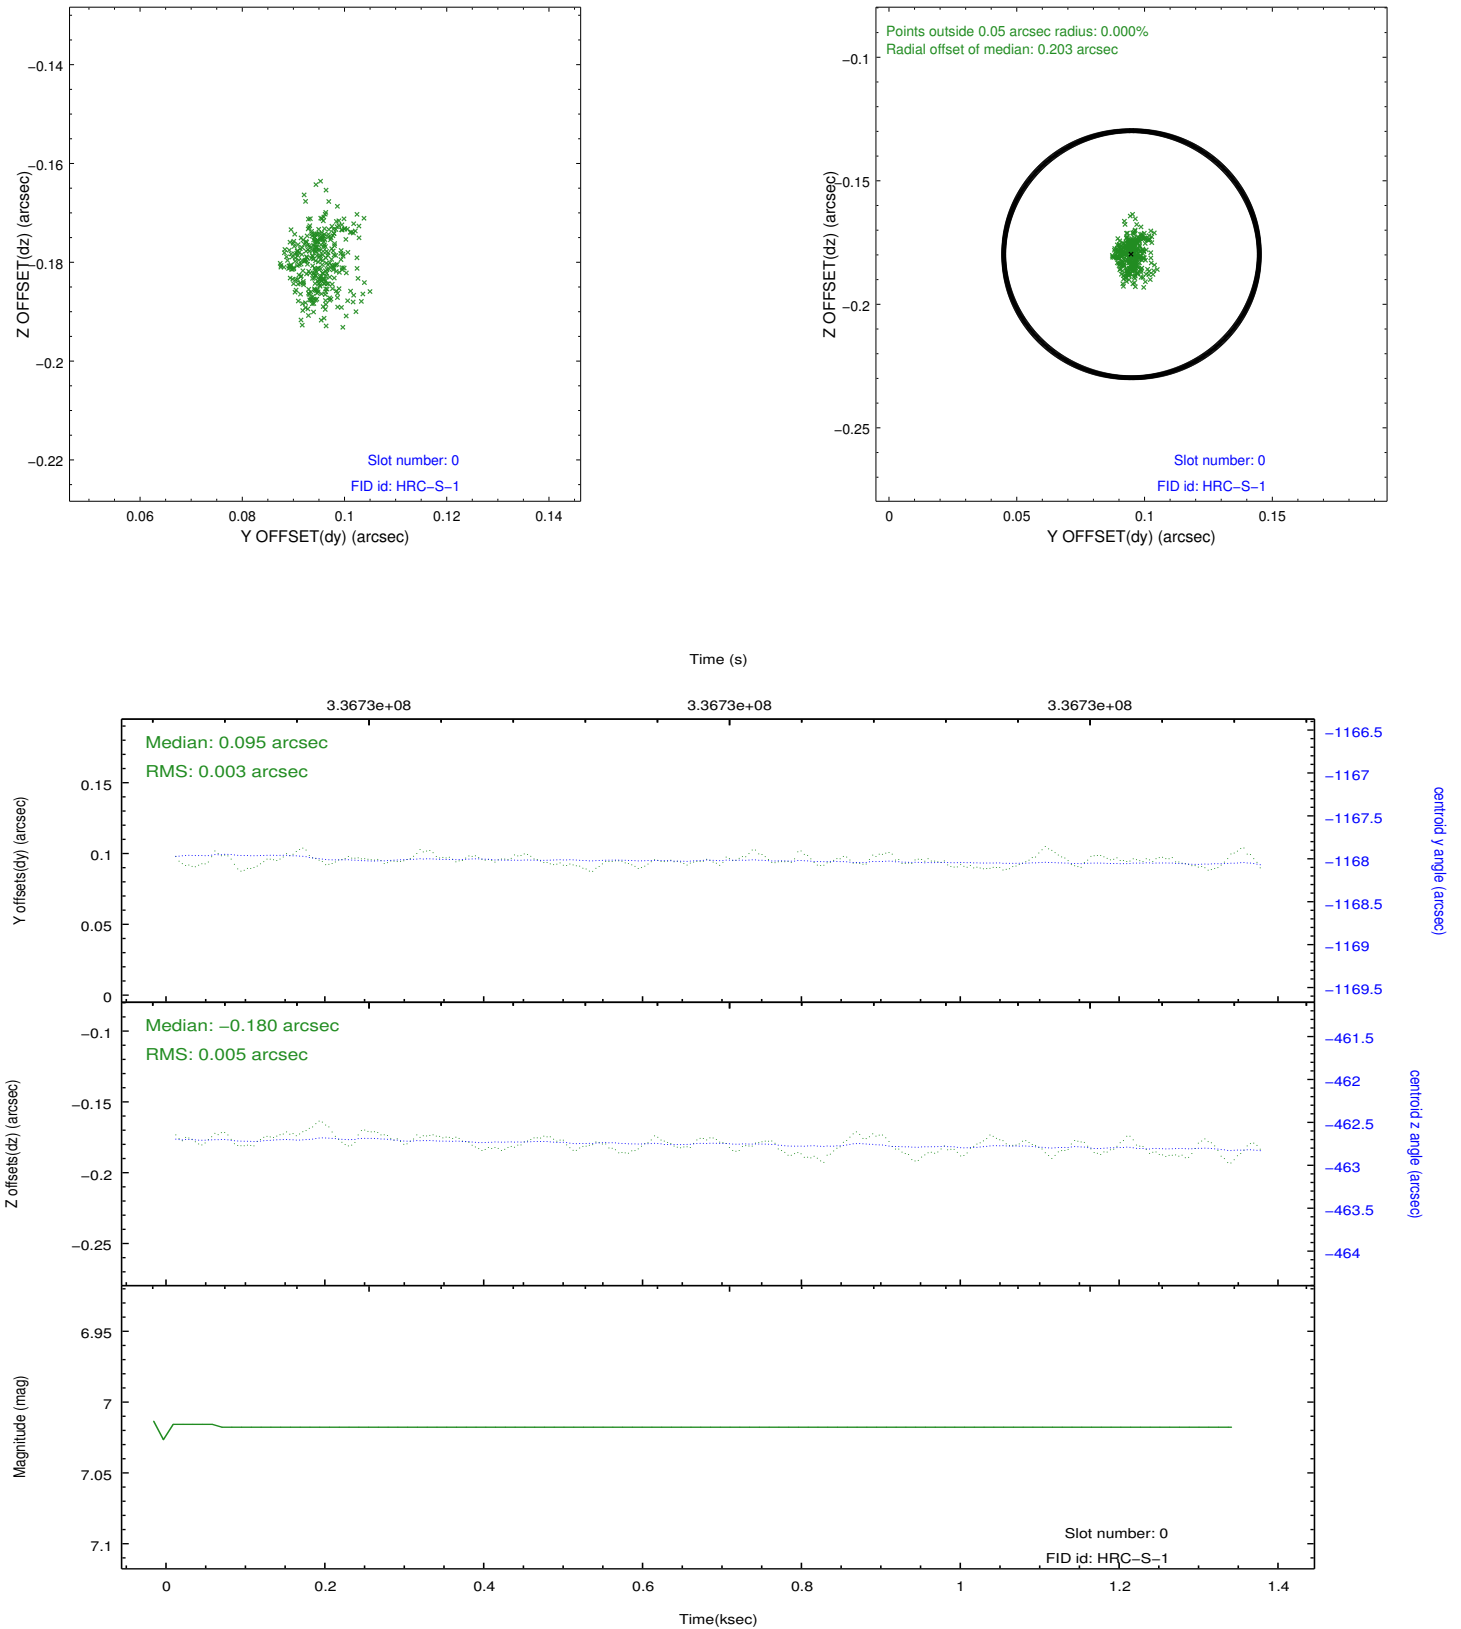 −0.14
−0.16
−0.18
−0.2
−0.22
Z OFFSET(dz) (arcsec)
Slot number: 0
FID id: HRC−S−1
0.06
0.08
0.1
0.12
0.14
Y OFFSET(dy) (arcsec)
Points outside 0.05 arcsec radius: 0.000%
Radial offset of median: 0.203 arcsec
−0.1
−0.15
−0.2
−0.25
Z OFFSET(dz) (arcsec)
Slot number: 0
FID id: HRC−S−1
0
0.05
0.1
0.15
Y OFFSET(dy) (arcsec)
Time (s)
3.3673e+08
3.3673e+08
3.3673e+08
Median: 0.095 arcsec
RMS: 0.003 arcsec
0.15
0.1
0.05
0
Y offsets(dy) (arcsec)
−1166.5
−1167
−1167.5
−1168
−1168.5
−1169
−1169.5
centroid y angle (arcsec)
Median: −0.180 arcsec
RMS: 0.005 arcsec
−0.1
−0.15
−0.2
−0.25
Z offsets(dz) (arcsec)
−461.5
−462
−462.5
−463
−463.5
−464
centroid z angle (arcsec)
6.95
7
7.05
7.1
Magnitude (mag)
Slot number: 0
FID id: HRC−S−1
0
0.2
0.4
0.6
0.8
1
1.2
1.4
Time(ksec)